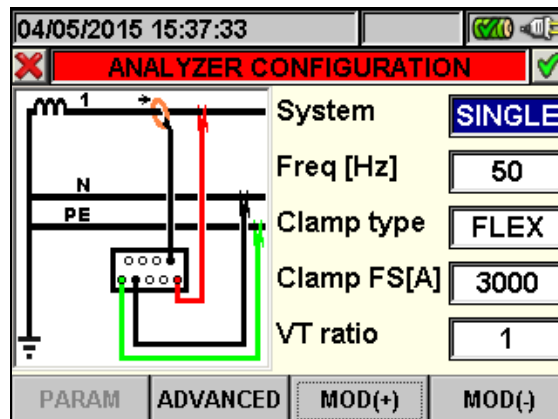 04/05/2015 15:37:33
ANALYZER CONFIGURATION
1
N
PE
System SINGLE
Freq [Hz] 50
Clamp type FLEX
Clamp FS[A] 3000
VT ratio 1
PARAM ADVANCED MOD(+) MOD(-)